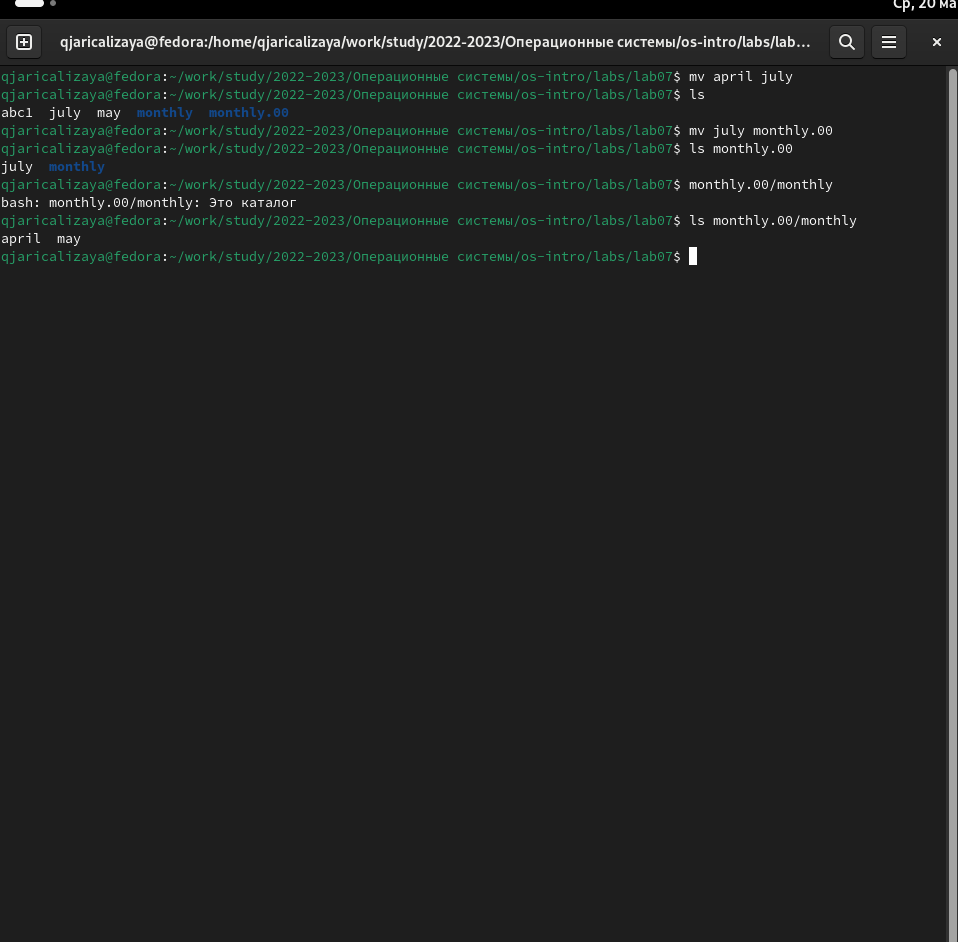 Ср, 20 ма
qjaricalizaya@fedora:/home/qjaricalizaya/work/study/2022-2023/Операционные системы/os-intro/labs/lab…
qjaricalizaya@fedora:~/work/study/2022-2023/Операционные системы/os-intro/labs/lab07$ mv april july
qjaricalizaya@fedora:~/work/study/2022-2023/Операционные системы/os-intro/labs/lab07$ ls
abc1  july  may  monthly  monthly.00
qjaricalizaya@fedora:~/work/study/2022-2023/Операционные системы/os-intro/labs/lab07$ mv july monthly.00
qjaricalizaya@fedora:~/work/study/2022-2023/Операционные системы/os-intro/labs/lab07$ ls monthly.00
july  monthly
qjaricalizaya@fedora:~/work/study/2022-2023/Операционные системы/os-intro/labs/lab07$ monthly.00/monthly
bash: monthly.00/monthly: Это каталог
qjaricalizaya@fedora:~/work/study/2022-2023/Операционные системы/os-intro/labs/lab07$ ls monthly.00/monthly
april  may
qjaricalizaya@fedora:~/work/study/2022-2023/Операционные системы/os-intro/labs/lab07$